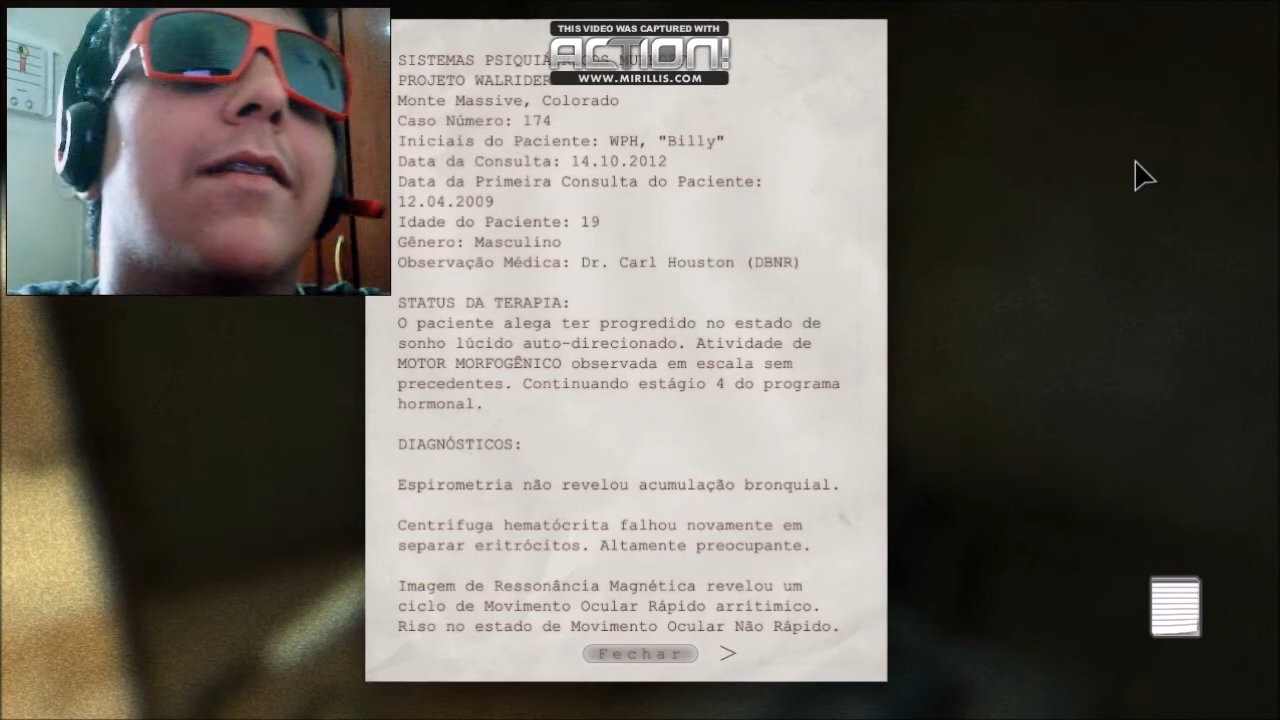 THIS VIDEO WAS CAPTURED WITH
ACTION!
WWW.MIRILLIS.COM
SISTEMAS
PROJETO WALRIDER
Monte Massive, Colorado
Caso Número: 174
Iniciais do Paciente: WPH, "Billy"
Data da Consulta: 14.10.2012
Data da Primeira Consulta do Paciente:
12.04.2009
Idade do Paciente: 19
Gênero: Masculino
Observação Médica: Dr. Carl Houston (DBNR)
STATUS DA TERAPIA:
O paciente alega ter progredido no estado de
sonho lúcido auto-direcionado. Atividade de
MOTOR MORFOGÊNICO observada em escala sem
precedentes. Continuando estágio 4 do programa
hormonal.
DIAGNÓSTICOS:
Espirometria não revelou acumulação bronquial.
Centrífuga hematócrita falhou novamente em
separar eritrócitos. Altamente preocupante.
Imagem de Ressonância Magnética revelou um
ciclo de Movimento Ocular Rápido arrítimico.
Riso no estado de Movimento Ocular Não Rápido.
Fechar >